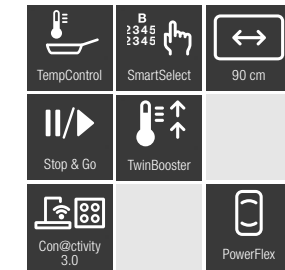 B
2345
2345
TempControl
SmartSelect
90 cm
Stop & Go
TwinBooster
Con@ctivity
3.0
PowerFlex